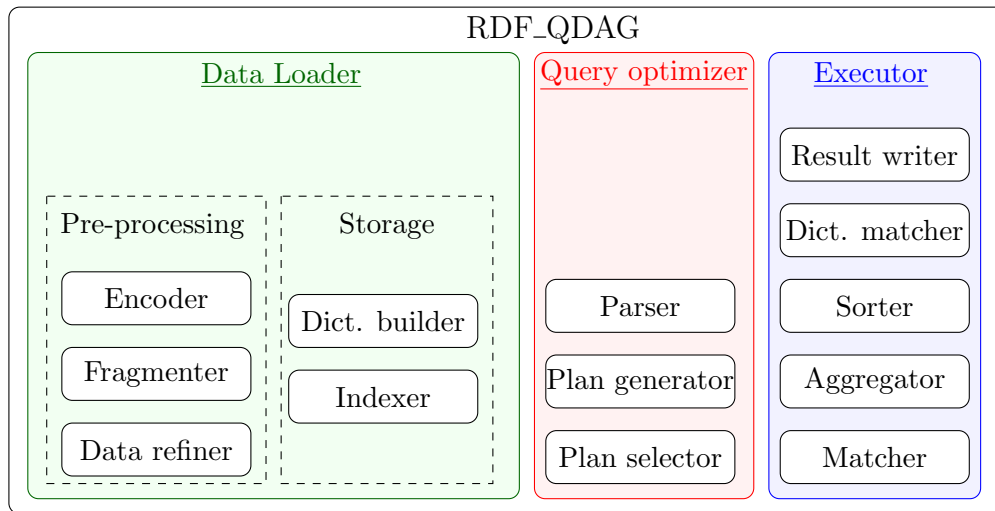 RDF_QDAG
Data Loader
Pre-processing
Encoder
Fragmenter
Data refiner
Storage
Dict. builder
Indexer
Query optimizer
Parser
Plan generator
Plan selector
Executor
Result writer
Dict. matcher
Sorter
Aggregator
Matcher